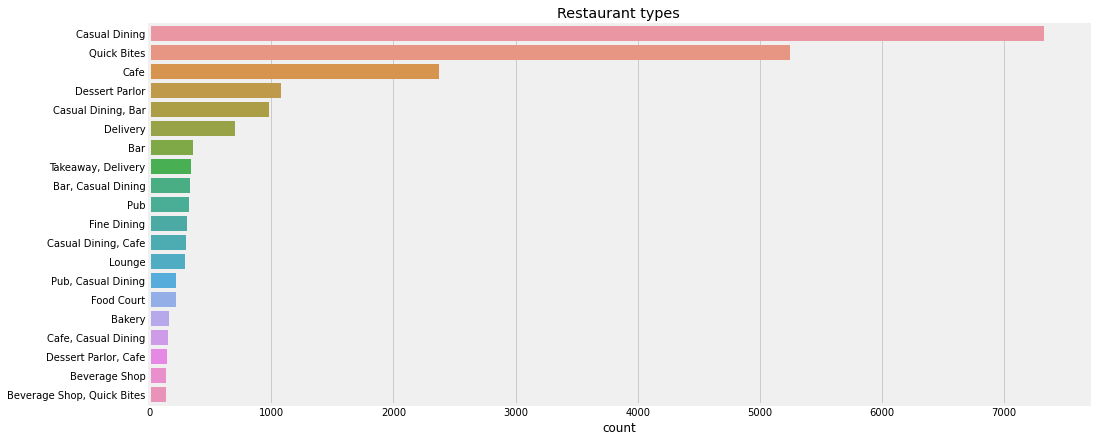 Restaurant types
Casual Dining
Quick Bites
Cafe
Dessert Parlor
Casual Dining, Bar
Delivery
Bar
Takeaway, Delivery
Bar, Casual Dining
Pub
Fine Dining
Casual Dining, Cafe
Lounge
Pub, Casual Dining
Food Court
Bakery
Cafe, Casual Dining
Dessert Parlor, Cafe
Beverage Shop
Beverage Shop, Quick Bites
0 1000 2000 3000 4000 5000 6000 7000
count